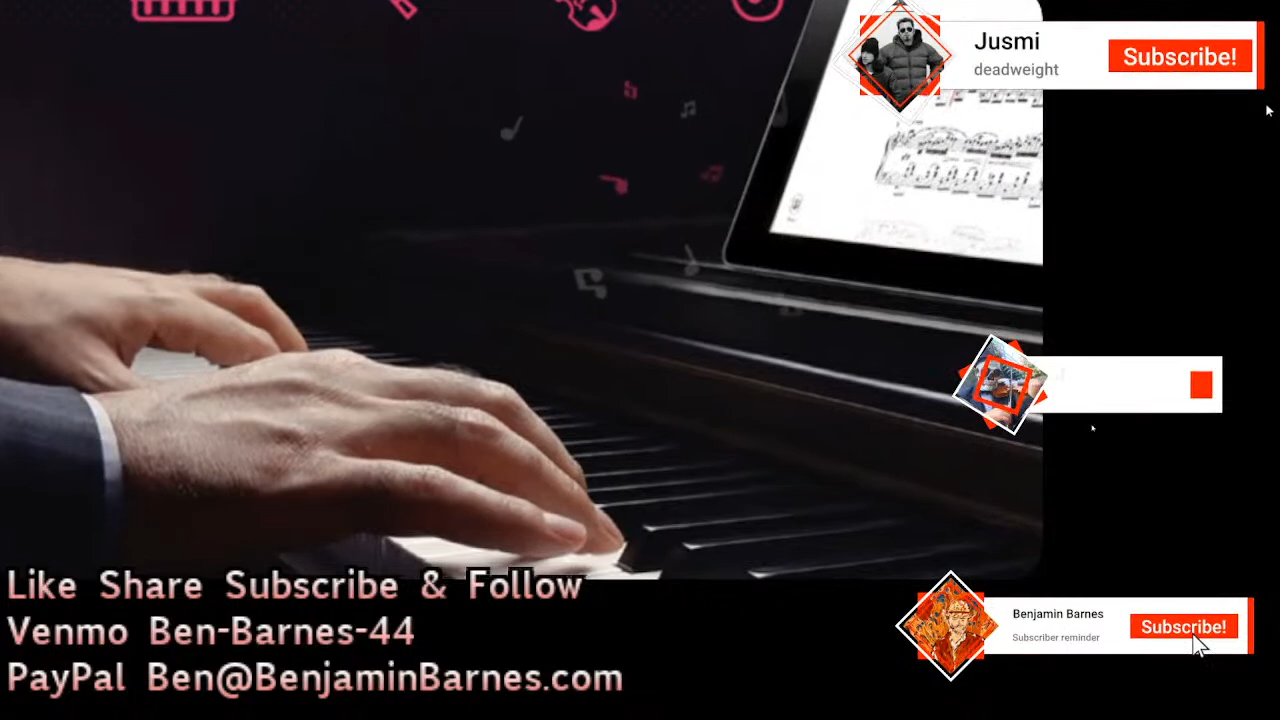 Jusmi
deadweight
Subscribe!
Benjamin Barnes
Subscriber reminder
Subscribe!
Like Share Subscribe & Follow
Venmo Ben-Barnes-44
PayPal Ben@BenjaminBarnes.com